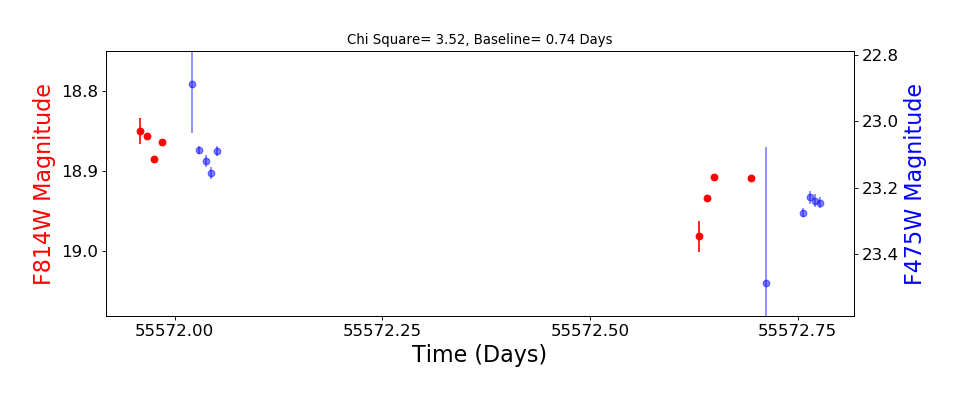 Chi Square= 3.52, Baseline= 0.74 Days
F814W Magnitude
18.8
18.9
19.0
22.8
23.0
23.2
23.4
F475W Magnitude
55572.00
55572.25
55572.50
55572.75
Time (Days)